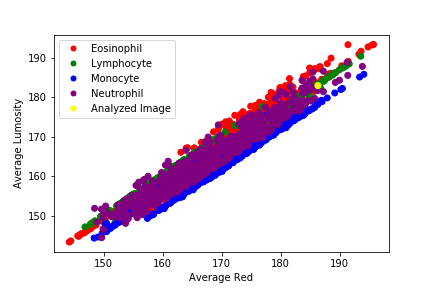 Eosinophil
Lymphocyte
Monocyte
Neutrophil
Analyzed Image
Average Lumosity
190
180
170
160
150
150 160 170 180 190
Average Red